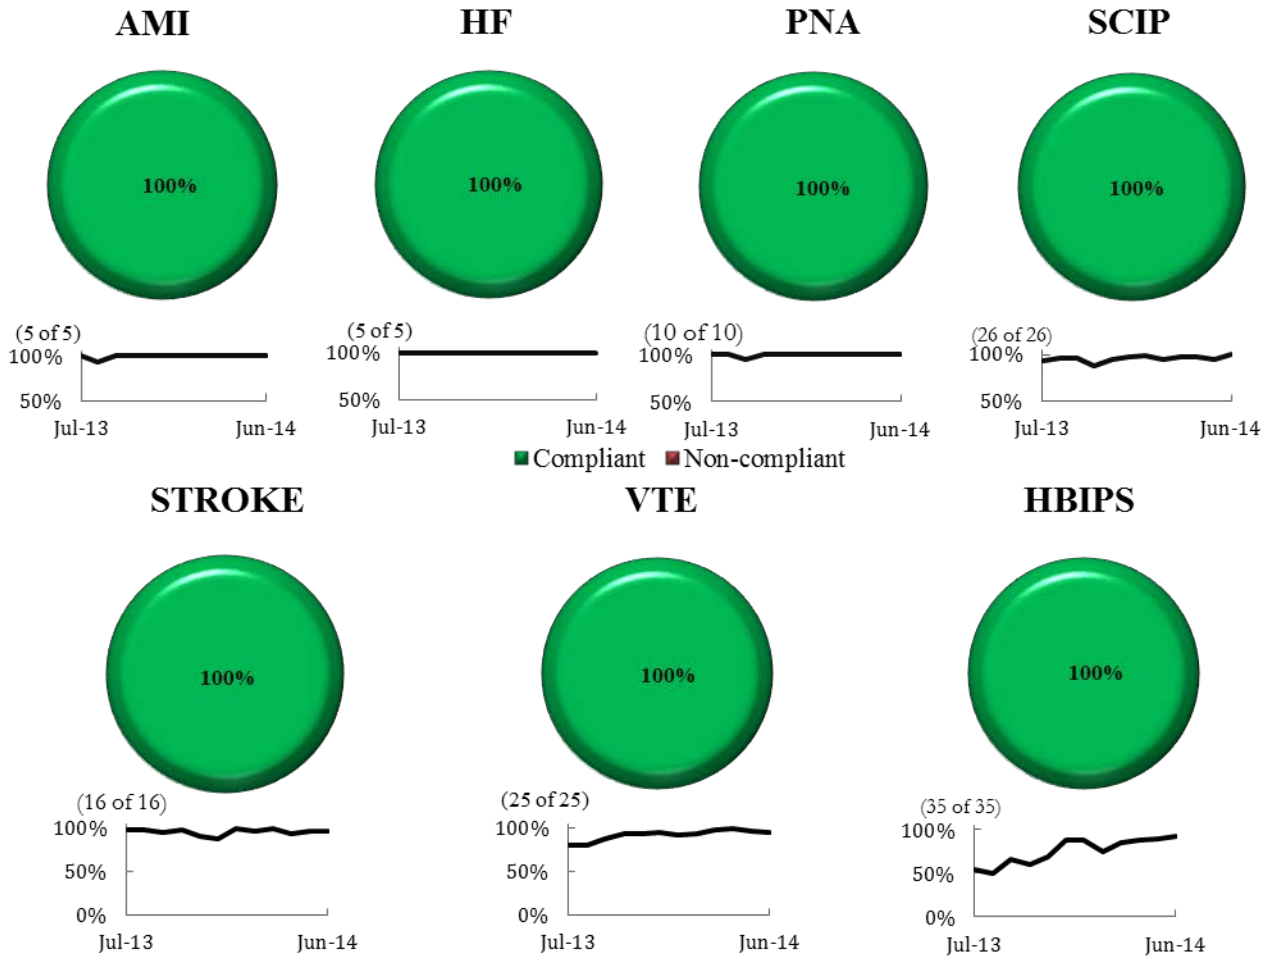 AMI HF PNA SCIP
100% 100% 100% 100%
(5 of 5) (5 of 5) (10 of 10) (26 of 26)
100% 100% 100% 100%
50% 50% 50% 50%
Jul-13 Jun-14 Jul-13 Jun-14 Jul-13 Jun-14 Jul-13 Jun-14
Compliant Non-compliant
STROKE VTE HBIPS
100% 100% 100%
(16 of 16) (25 of 25) (35 of 35)
100% 100% 100%
50% 50% 50%
0% 0% 0%
Jul-13 Jun-14 Jul-13 Jun-14 Jul-13 Jun-14